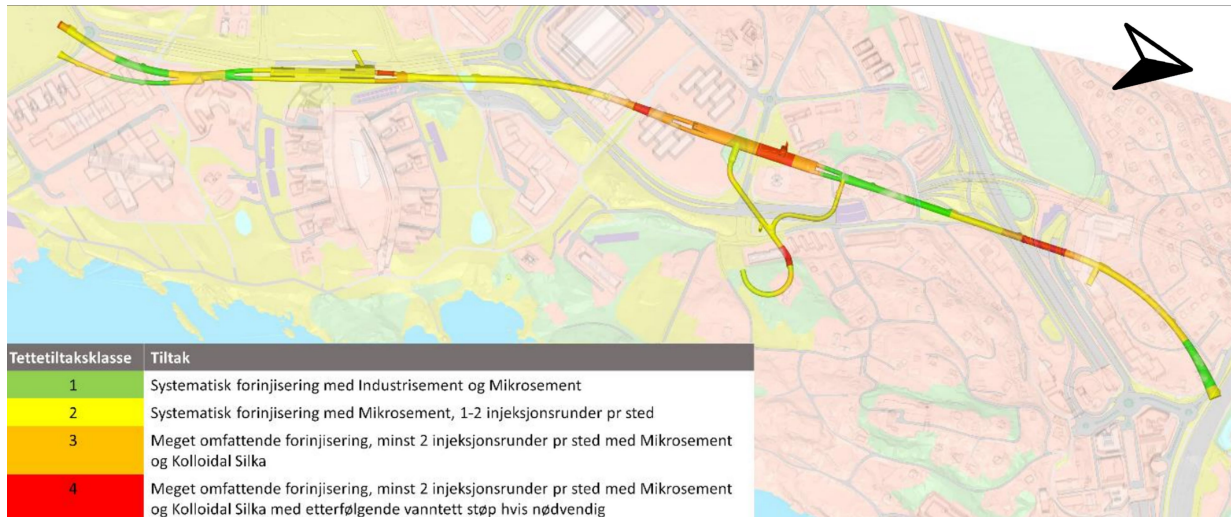 Tettetiltaksklasse Tiltak
1 Systematisk forinjisering med Industrisement og Mikrosement
2 Systematisk forinjisering med Mikrosement, 1-2 injeksjonsrunder pr sted
3 Meget omfattende forinjisering, minst 2 injeksjonsrunder pr sted med Mikrosement
og Kolloidal Silka
4 Meget omfattende forinjisering, minst 2 injeksjonsrunder pr sted med Mikrosement
og Kolloidal Silka med etterfølgende vanntett støp hvis nødvendig